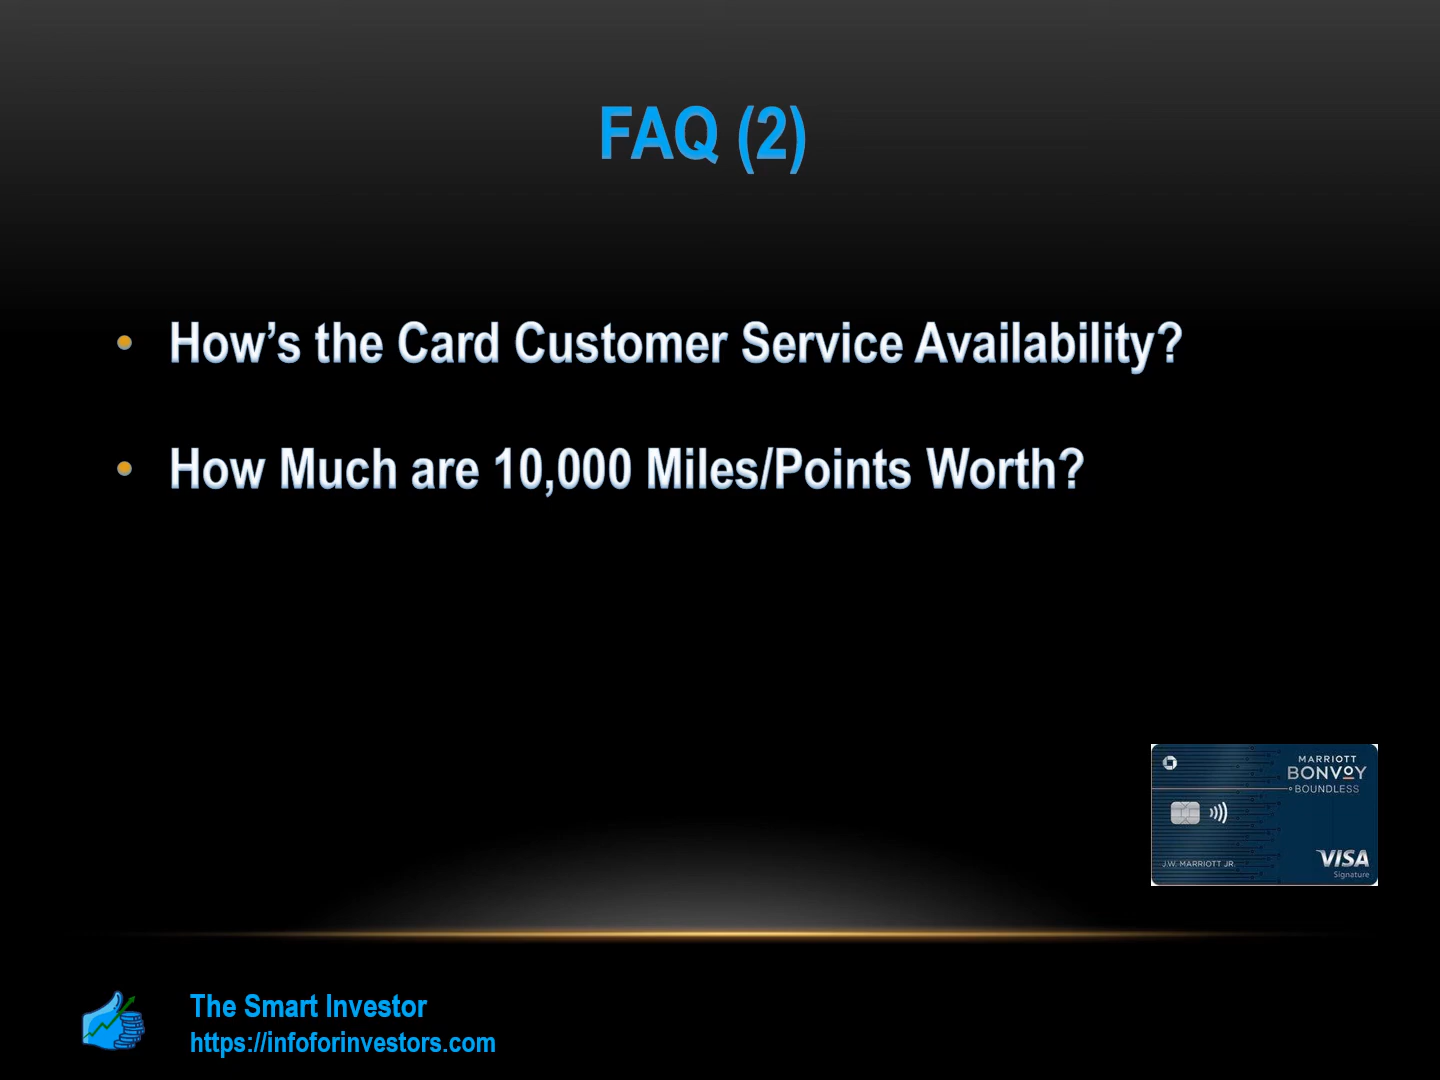 FAQ (2)
• How’s the Card Customer Service Availability?
• How Much are 10,000 Miles/Points Worth?
MARRIOTT
BONVOY
BOUNDLESS
J.W. MARRIOTT JR.
VISA
Signature
The Smart Investor
https://infoforinvestors.com